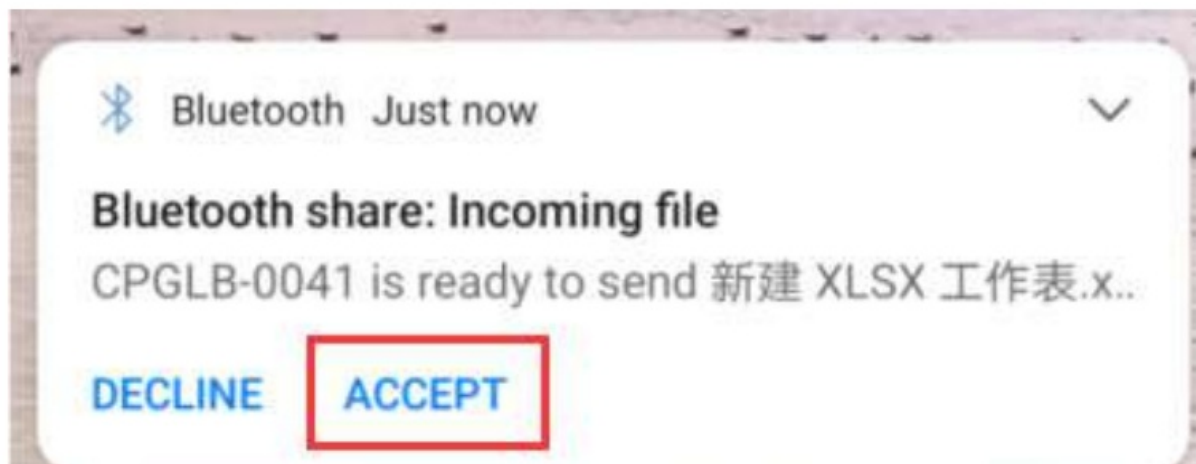 Bluetooth Just now
Bluetooth share: Incoming file
CPGLB-0041 is ready to send 新建 XLSX 工作表.x..
DECLINE ACCEPT